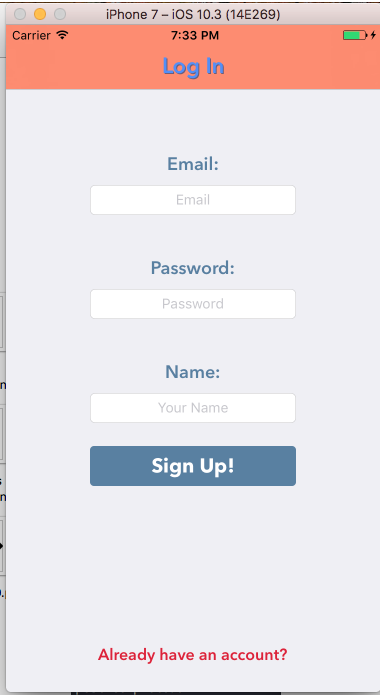 iPhone 7 – iOS 10.3 (14E269)
Carrier 7:33 PM
Log In
Email:
Email
Password:
Password
Name:
Your Name
Sign Up!
Already have an account?